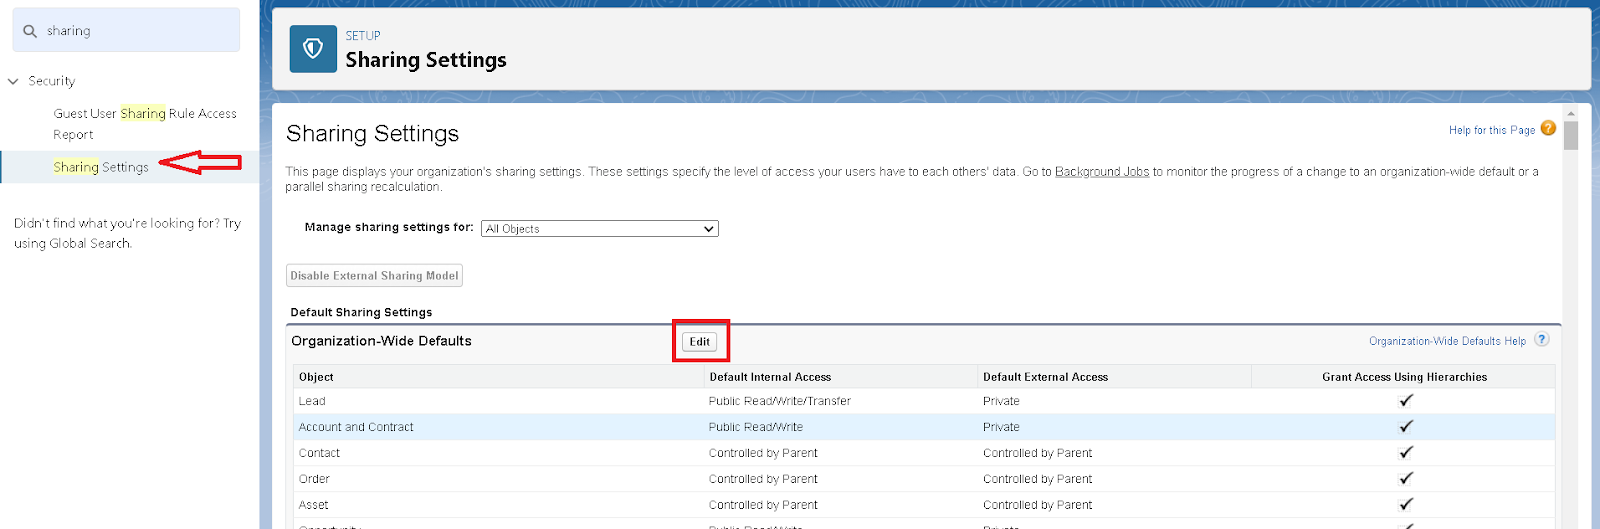 sharing
Security
Guest User Sharing Rule Access
Report
Sharing Settings
Didn't find what you're looking for? Try
using Global Search.
SETUP
Sharing Settings
Sharing Settings
Help for this Page ?
This page displays your organization's sharing settings. These settings specify the level of access your users have to each others' data. Go to Background Jobs to monitor the progress of a change to an organization-wide default or a
parallel sharing recalculation.
Manage sharing settings for: All Objects
Disable External Sharing Model
Default Sharing Settings
Organization-Wide Defaults Edit Organization-Wide Defaults Help ?
Object Default Internal Access Default External Access Grant Access Using Hierarchies
Lead Public Read/Write/Transfer Private
Account and Contract Public Read/Write Private
Contact Controlled by Parent Controlled by Parent
Order Controlled by Parent Controlled by Parent
Asset Controlled by Parent Controlled by Parent
Opportunity Public Read/Write Private